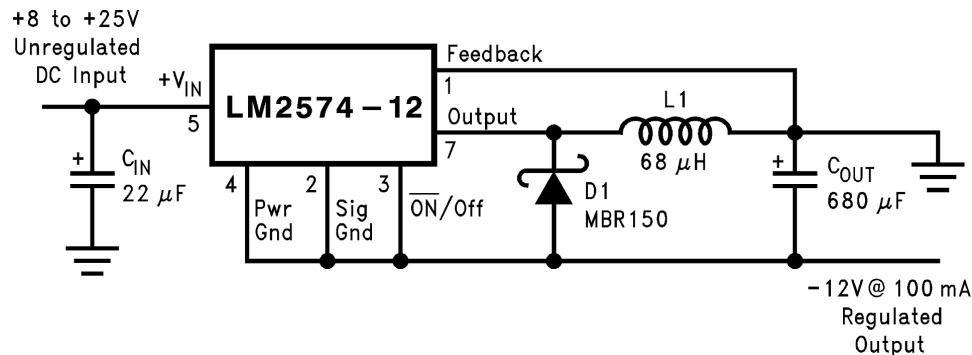 +8 to +25V
Unregulated
DC Input
+VIN
5
LM2574-12
Feedback
1
Output
7
L1
68 μH
+
CIN
22 μF
4
Pwr
Gnd
2
Sig
Gnd
3
O̅N̅/Off
D1
MBR150
+
COUT
680 μF
-12V @ 100 mA
Regulated
Output